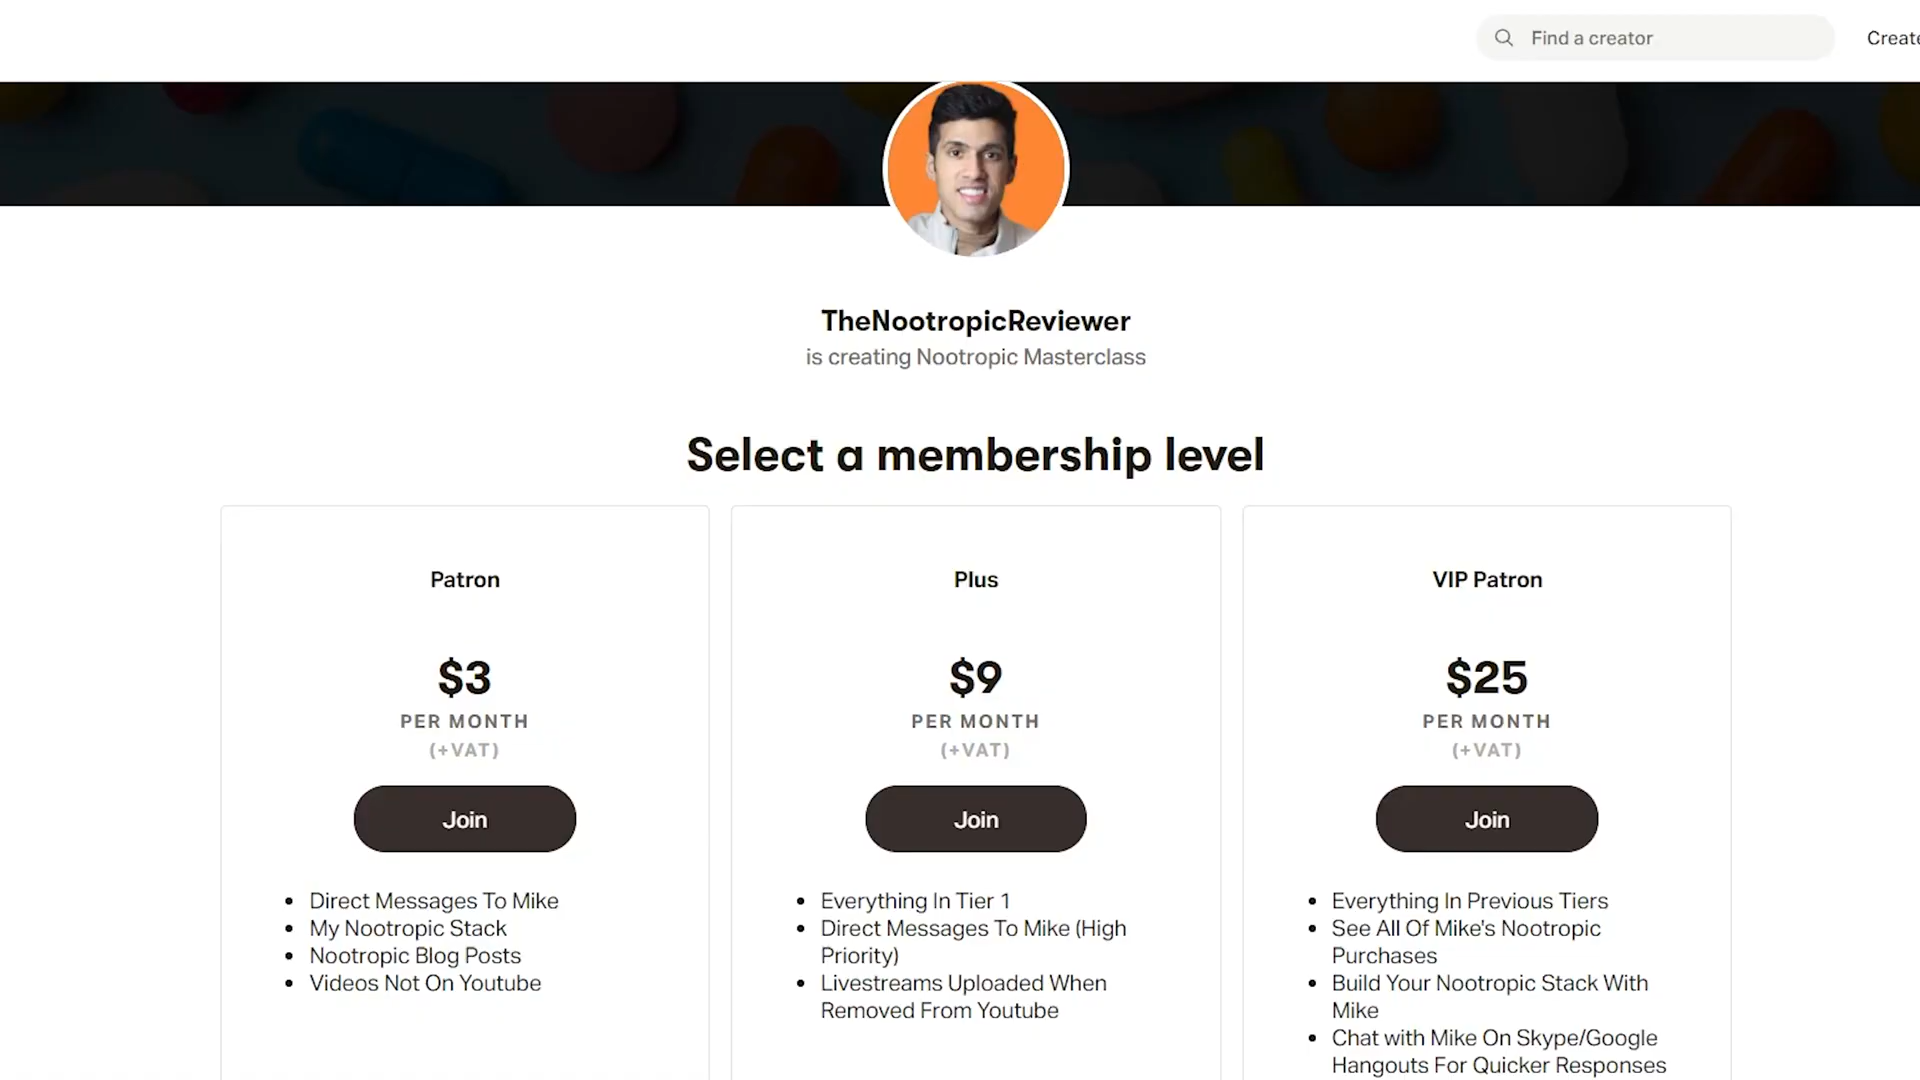 Find a creator
Create
TheNootropicReviewer
is creating Nootropic Masterclass
Select a membership level
Patron
$3
PER MONTH
(+VAT)
Join
Direct Messages To Mike
My Nootropic Stack
Nootropic Blog Posts
Videos Not On Youtube
Plus
$9
PER MONTH
(+VAT)
Join
Everything In Tier 1
Direct Messages To Mike (High
Priority)
Livestreams Uploaded When
Removed From Youtube
VIP Patron
$25
PER MONTH
(+VAT)
Join
Everything In Previous Tiers
See All Of Mike's Nootropic
Purchases
Build Your Nootropic Stack With
Mike
Chat with Mike On Skype/Google
Hangouts For Quicker Responses